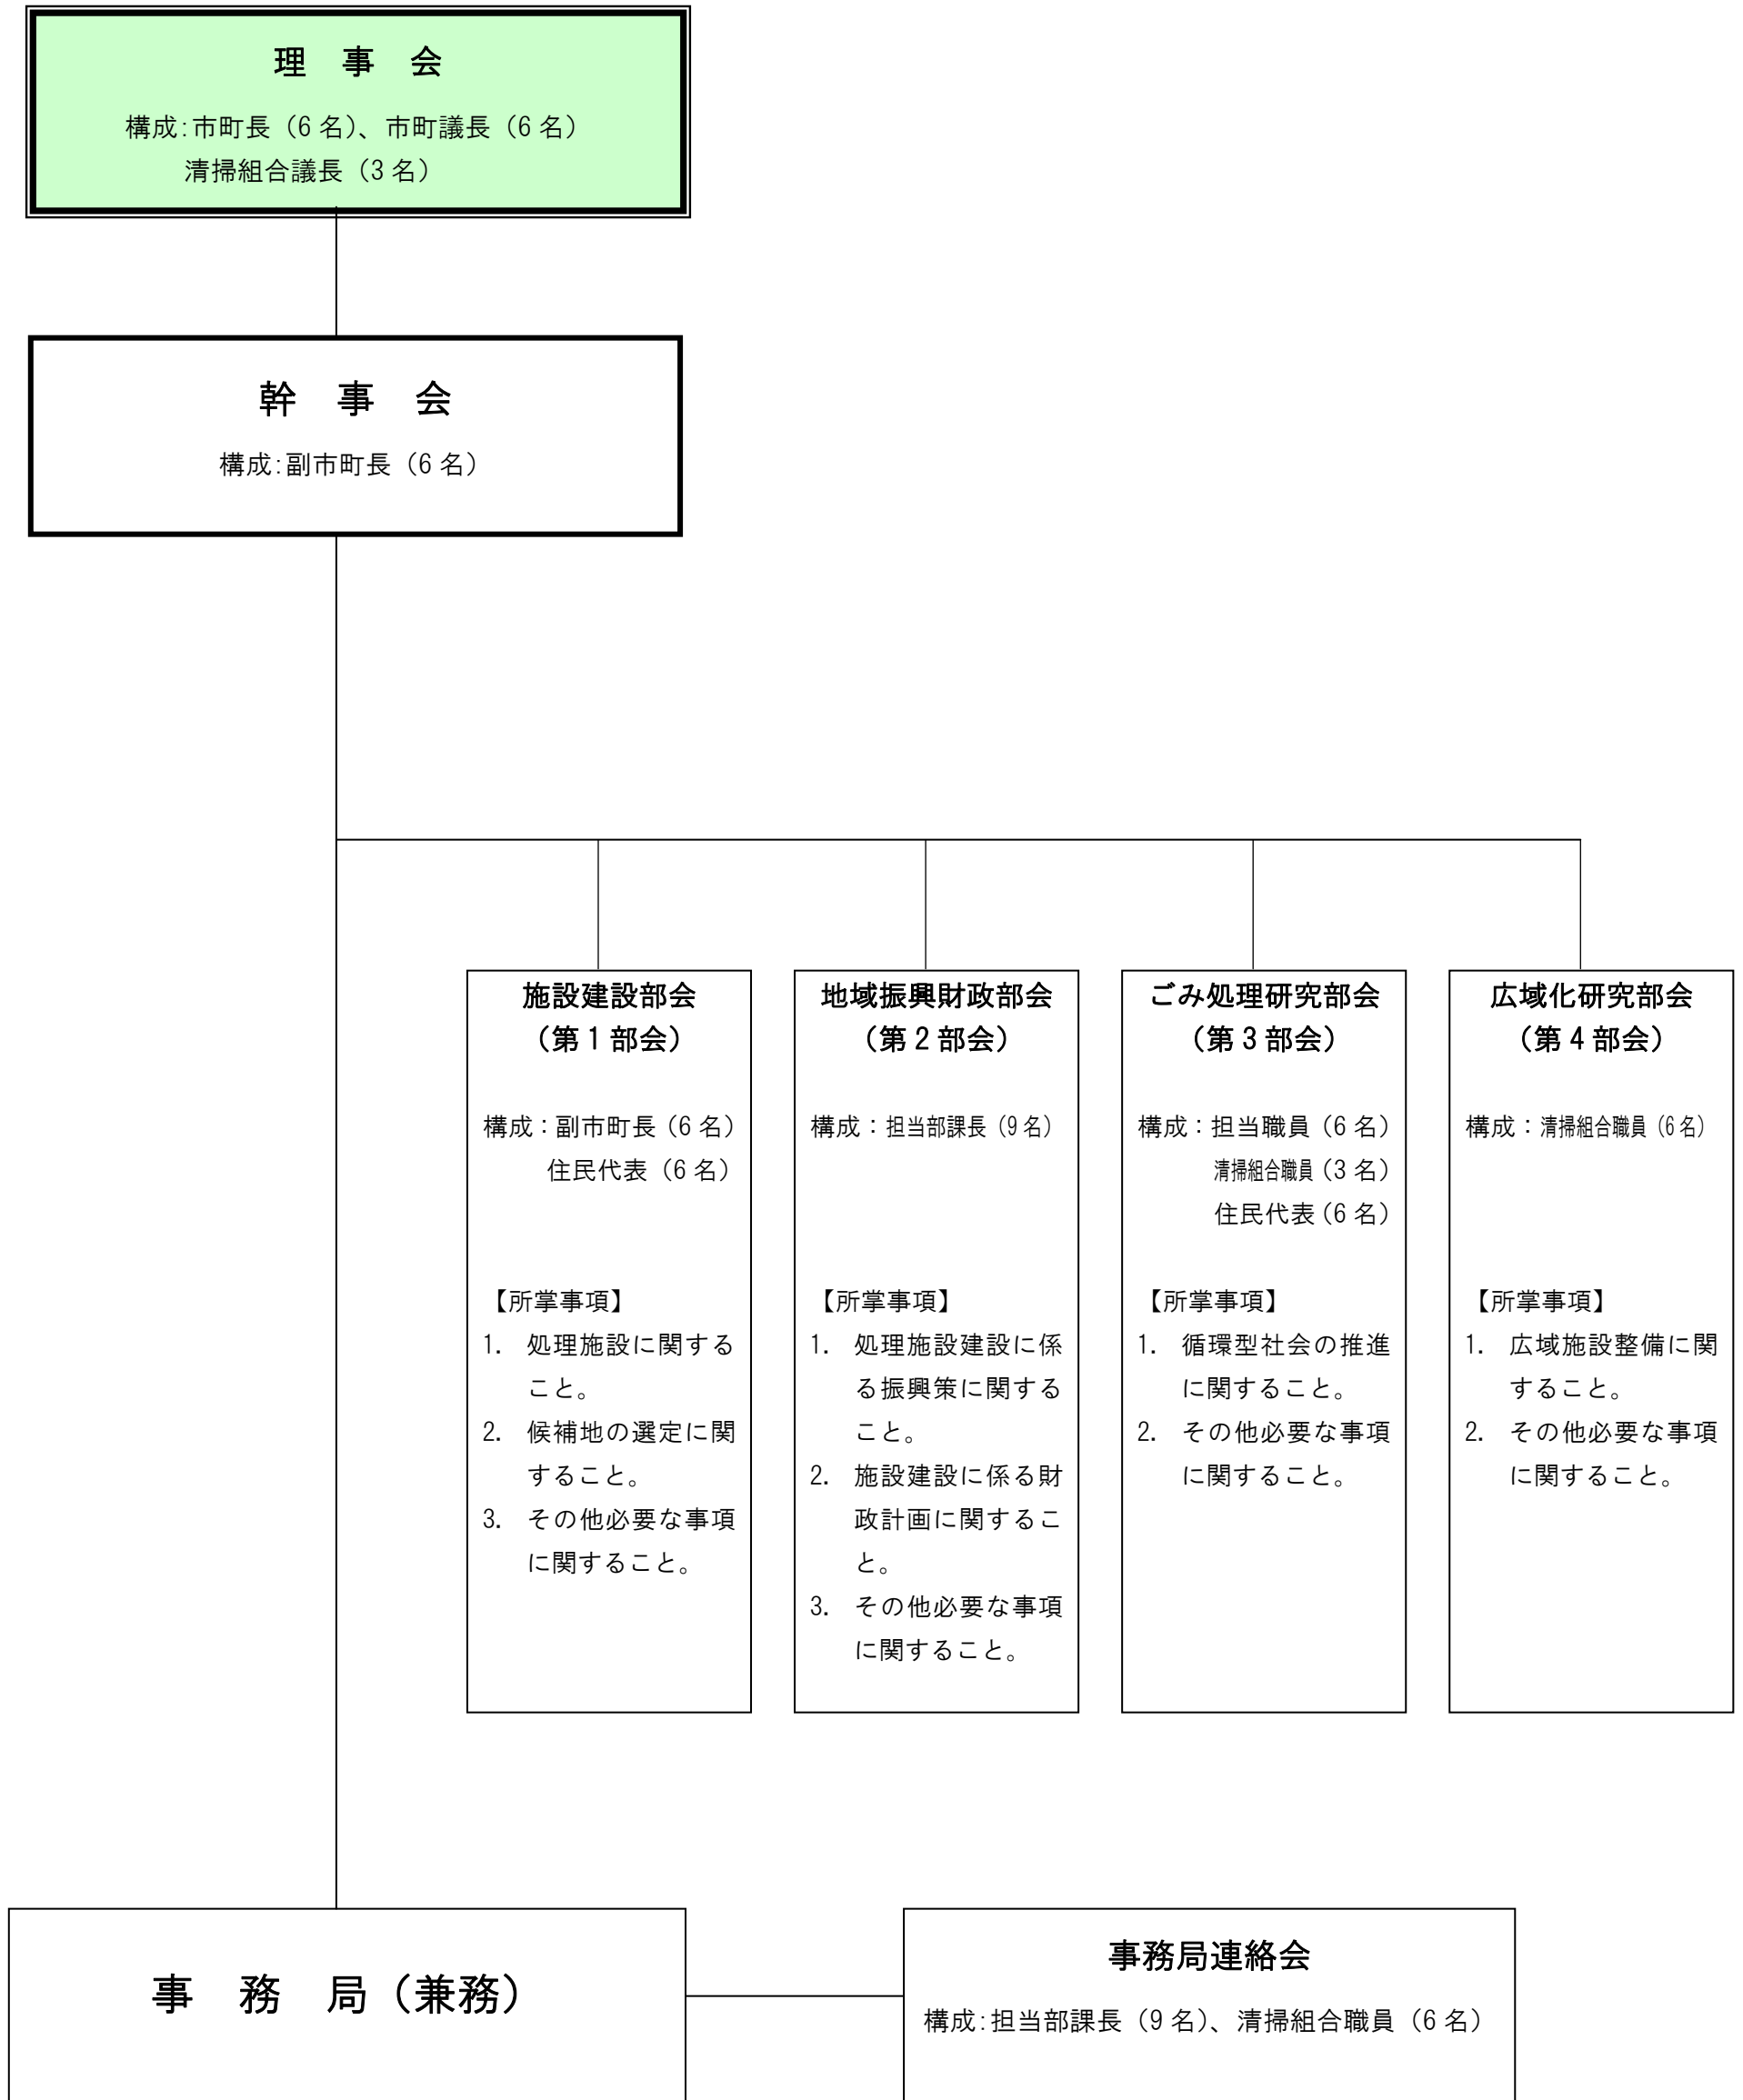 理　事　会
構成:市町長（6 名）、市町議長（6 名）
清掃組合議長（3 名）
幹　事　会
構成:副市町長（6 名）
施設建設部会
（第 1 部会）
構成：副市町長（6 名）
住民代表（6 名）
【所掌事項】
1.　処理施設に関する
こと。
2.　候補地の選定に関
すること。
3.　その他必要な事項
に関すること。
地域振興財政部会
（第 2 部会）
構成：担当部課長（9 名）
【所掌事項】
1.　処理施設建設に係
る振興策に関する
こと。
2.　施設建設に係る財
政計画に関するこ
と。
3.　その他必要な事項
に関すること。
ごみ処理研究部会
（第 3 部会）
構成：担当職員（6 名）
清掃組合職員（3 名）
住民代表（6 名）
【所掌事項】
1.　循環型社会の推進
に関すること。
2.　その他必要な事項
に関すること。
広域化研究部会
（第 4 部会）
構成：清掃組合職員（6 名）
【所掌事項】
1.　広域施設整備に関
すること。
2.　その他必要な事項
に関すること。
事　務　局（兼務）
事務局連絡会
構成:担当部課長（9 名）、清掃組合職員（6 名）